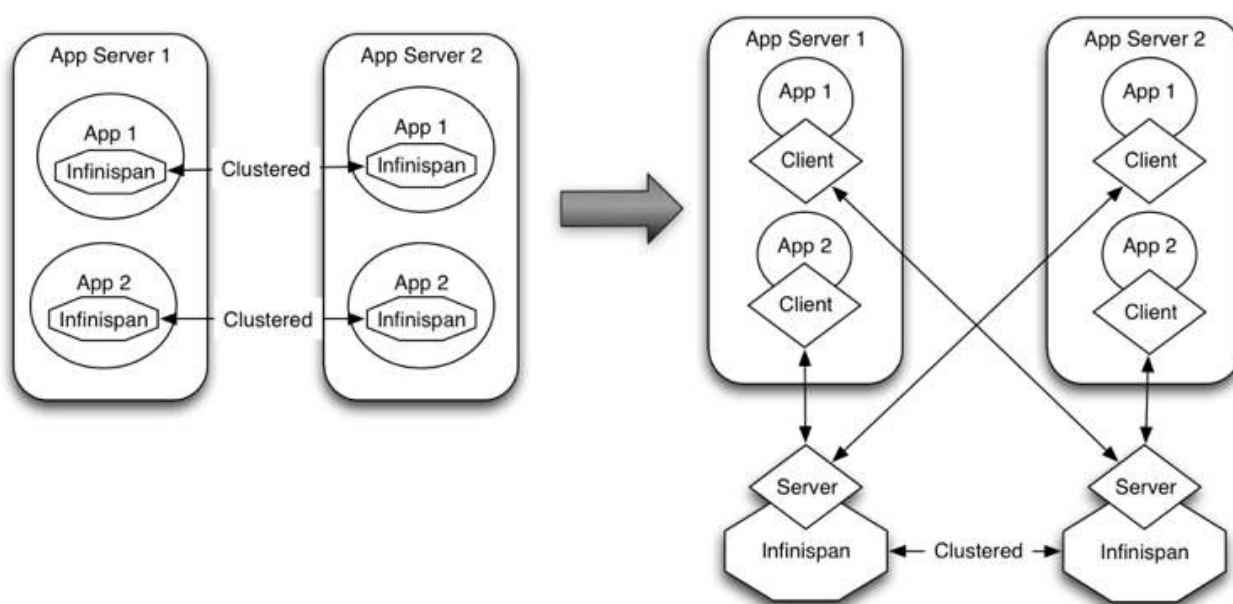 App Server 1
App 1
Infinispan
App 2
Infinispan
Clustered
Clustered
App Server 2
App 1
Infinispan
App 2
Infinispan
App Server 1
App 1
Client
App 2
Client
App Server 2
App 1
Client
App 2
Client
Server
Infinispan
Clustered
Server
Infinispan